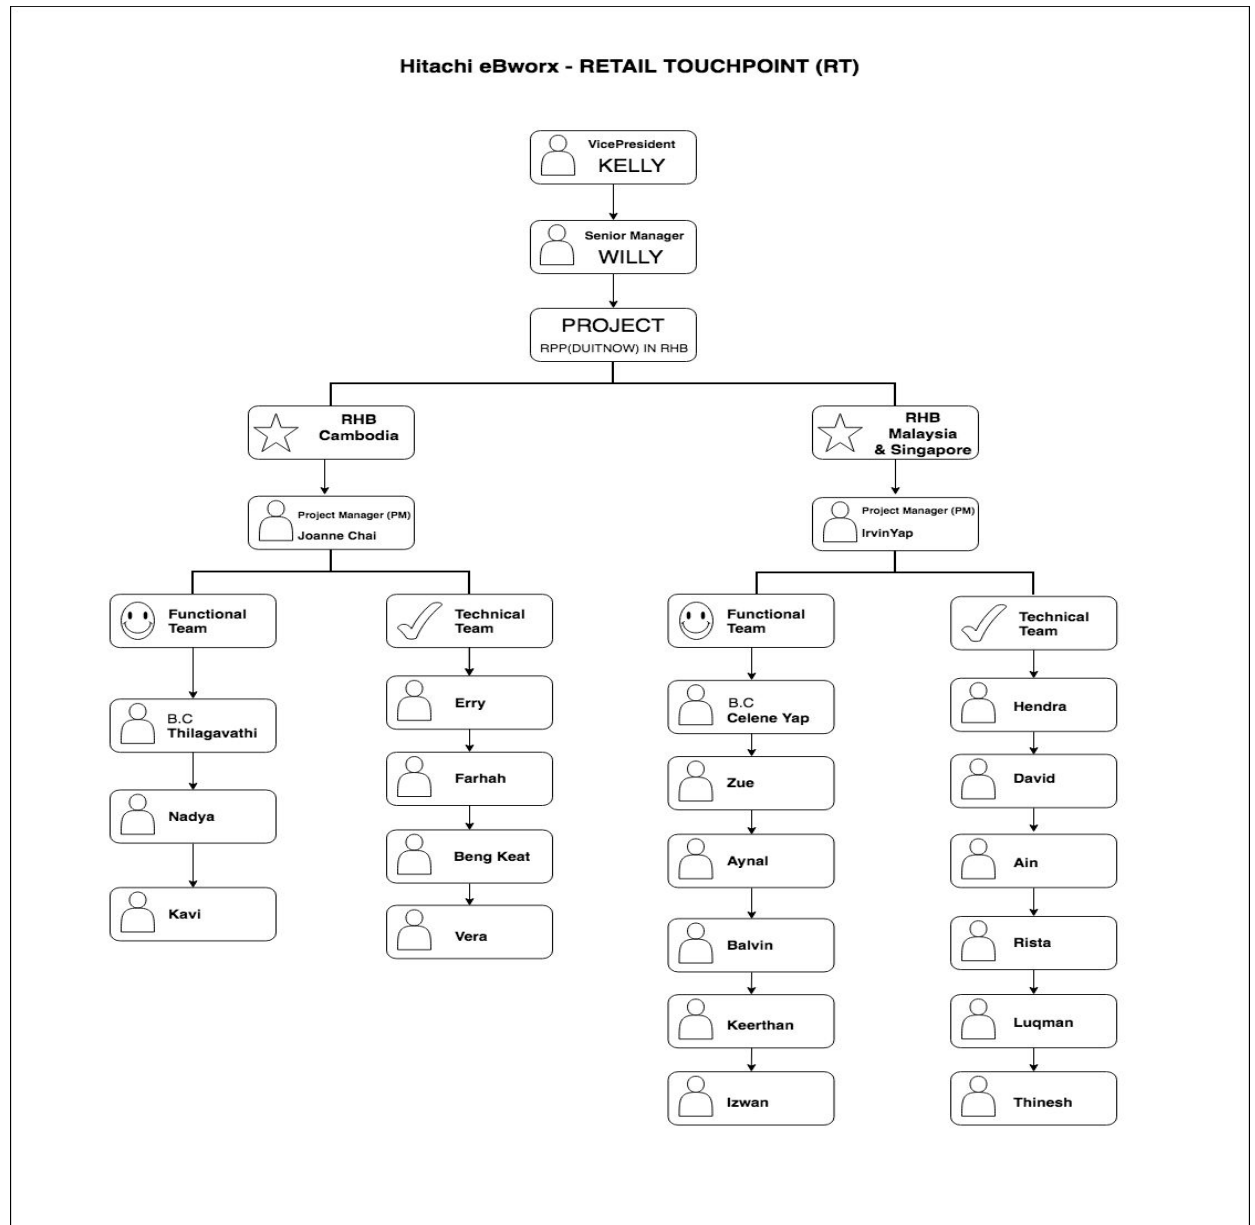 Hitachi eBworx - RETAIL TOUCHPOINT (RT)
VicePresident
KELLY
Senior Manager
WILLY
PROJECT
RPP(DUITNOW) IN RHB
RHB
Cambodia
RHB
Malaysia
& Singapore
Project Manager (PM)
Joanne Chai
Project Manager (PM)
IrvinYap
Functional
Team
Technical
Team
Functional
Team
Technical
Team
B.C
Thilagavathi
Nadya
Kavi
Erry
Farhah
Beng Keat
Vera
B.C
Celene Yap
Zue
Aynal
Balvin
Keerthan
Izwan
Hendra
David
Ain
Rista
Luqman
Thinesh